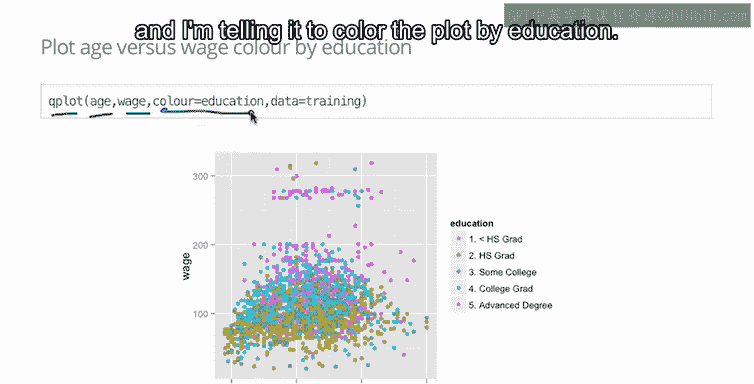 and I'm telling it to color the plot by education.
Plot age versus wage colour by education
qplot(age,wage,colour=education,data=training)
300
200
100
wage
education
1. < HS Grad
2. HS Grad
3. Some College
4. College Grad
5. Advanced Degree